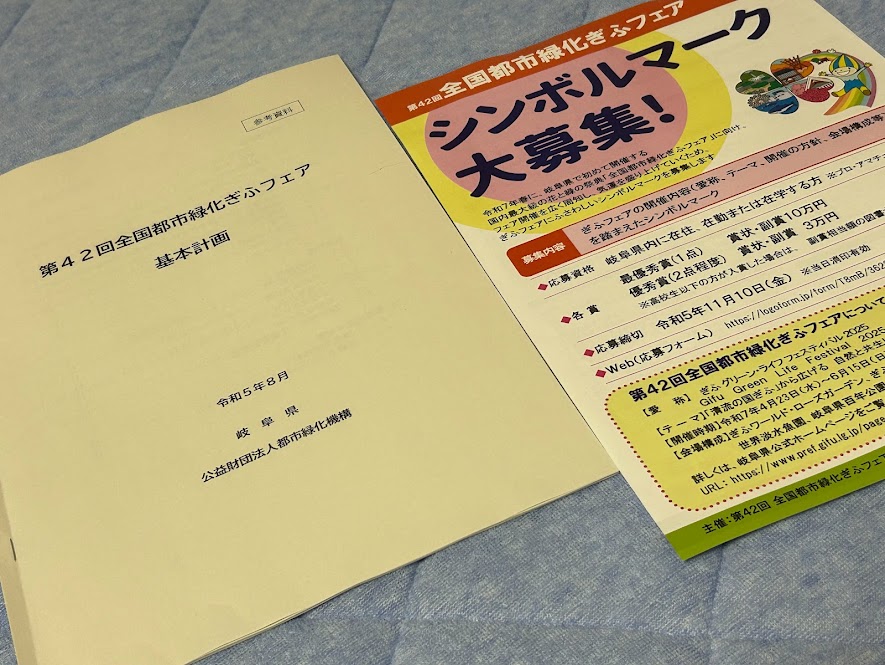 参考資料
第42回全国都市緑化ぎふフェア
基本計画
令和5年8月
岐阜県
公益財団法人都市緑化機構
第42回 全国都市緑化ぎふフェア
シンボルマーク
大募集!
令和7年春に、岐阜県で初めて開催する
国内最大級の花と緑の祭典「全国都市緑化ぎふフェア」に向け、
フェア開催を広く周知し、気運を盛り上げていくため、
ぎふフェアにふさわしいシンボルマークを募集します
募集内容
ぎふフェアの開催内容(愛称、テーマ、開催の方針、会場構成等
を踏まえたシンボルマーク
◆応募資格 岐阜県内に在住、在勤または在学する方 ※プロ・アマチ
◆各賞
最優秀賞(1点) 賞状・副賞10万円
優秀賞(2点程度) 賞状・副賞 3万円
※高校生以下の方が入賞した場合は、副賞相当額の図書
◆応募締切 令和5年11月10日(金) ※当日消印有効
◆Web(応募フォーム) https://logoform.jp/form/T8mB/362
第42回全国都市緑化ぎふフェアについて
【愛 称】ぎふグリーン・ライフフェスティバル2025
Gifu Green Life Festival 2025
【テーマ】「清流の国ぎふ」から広げる 自然と共生
【開催時期】令和7年4月23日(水)~6月15日(日
【会場構成】ぎふワールド・ローズガーデン、ぎ
世界淡水魚園、岐阜県百年公園
詳しくは、岐阜県公式ホームページをご覧
URL: https://www.pref.gifu.lg.jp/page
主催:第42回 全国都市緑化ぎふフェア